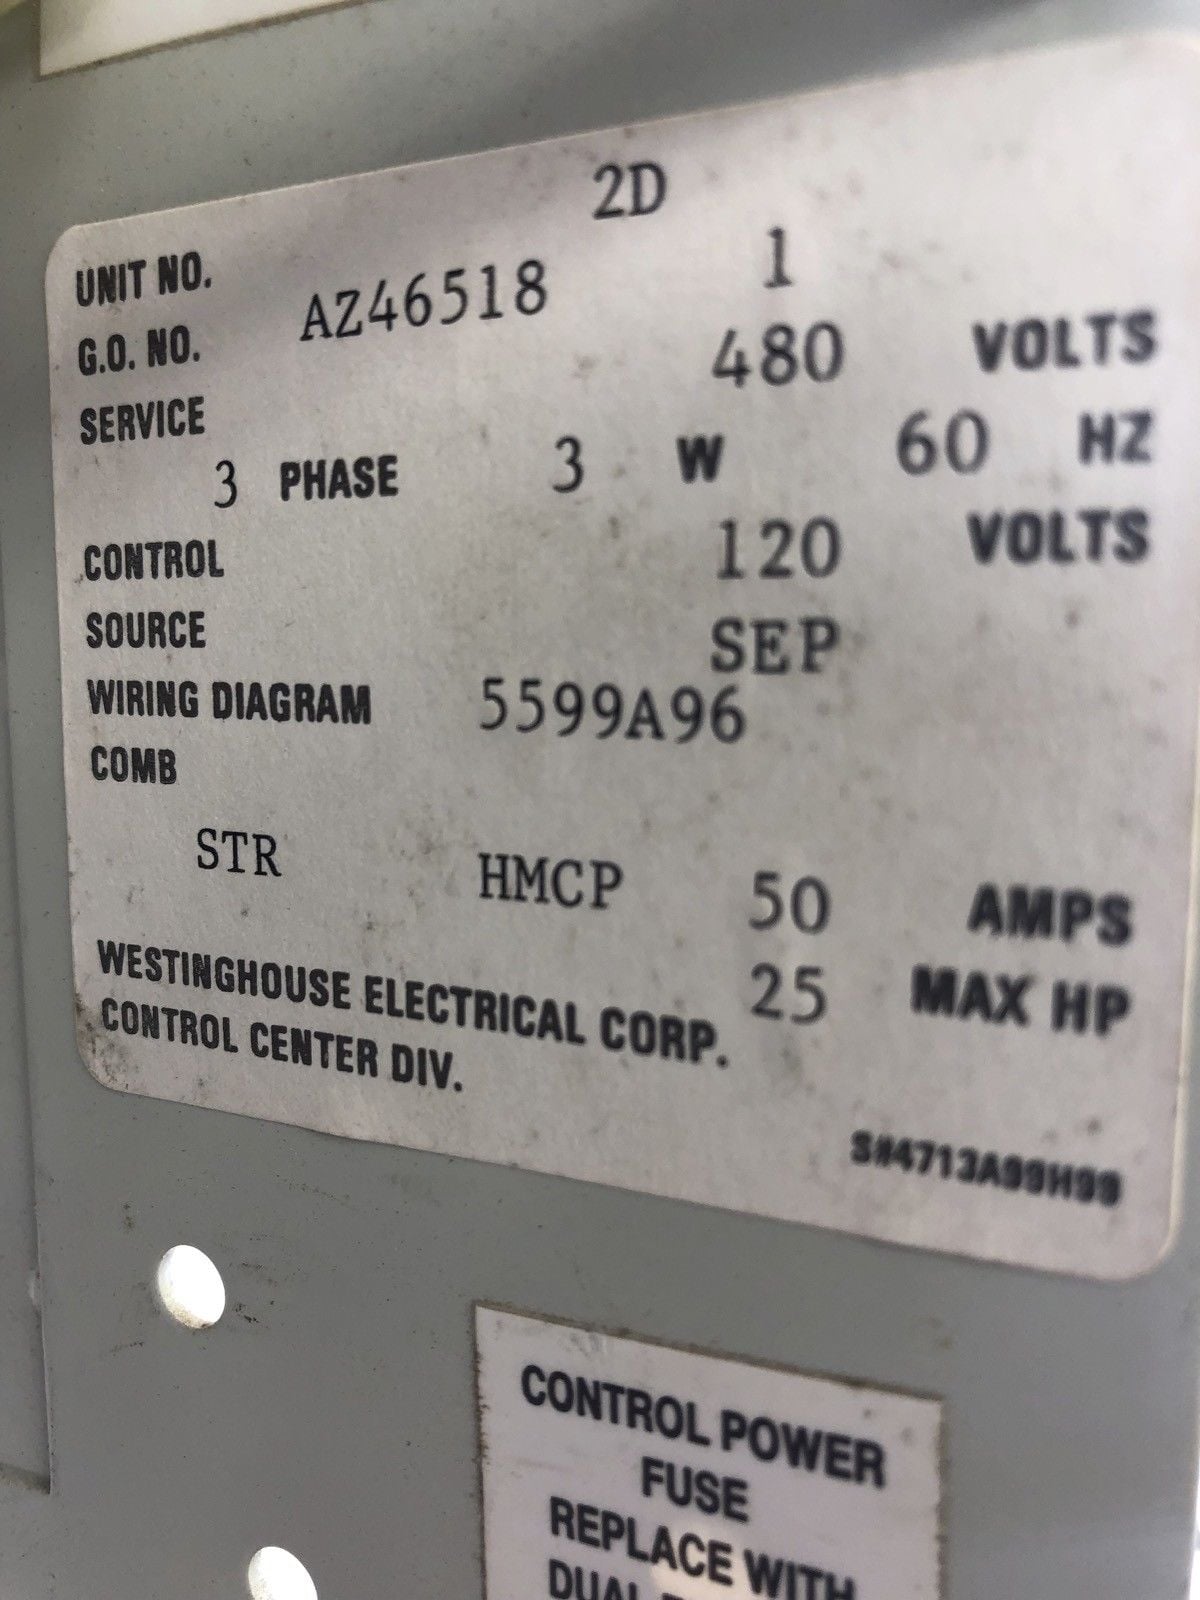 UNIT NO. 2D
G.O. NO. AZ46518 1
SERVICE 480 VOLTS
3 PHASE 3 W 60 HZ
CONTROL 120 VOLTS
SOURCE SEP
WIRING DIAGRAM 5599A96
COMB
STR HMCP 50 AMPS
25 MAX HP
WESTINGHOUSE ELECTRICAL CORP.
CONTROL CENTER DIV.
S#4713A99H99
CONTROL POWER
FUSE
REPLACE WITH
DUAL